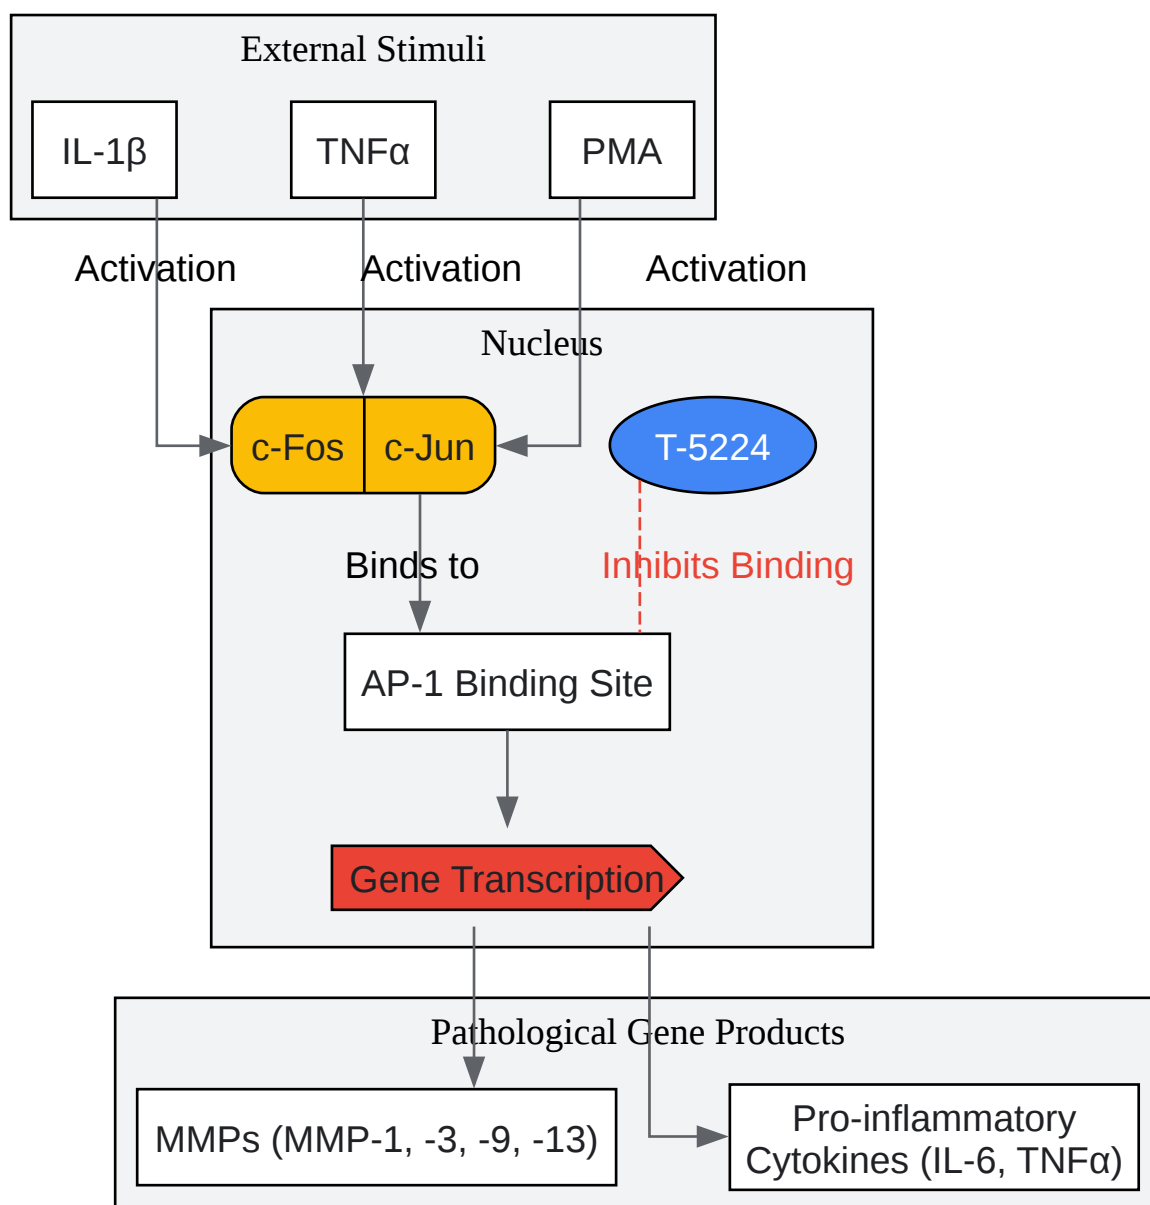 External Stimuli
IL-1β
TNFα
PMA
Activation
Activation
Activation
Nucleus
c-Fos
c-Jun
T-5224
Binds to
Inhibits Binding
AP-1 Binding Site
Gene Transcription
Pathological Gene Products
MMPs (MMP-1, -3, -9, -13)
Pro-inflammatory
Cytokines (IL-6, TNFα)